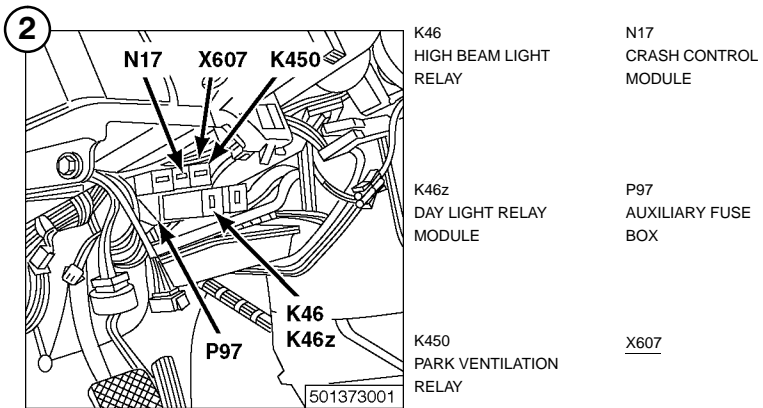 2
N17 X607 K450
K46
K46z
P97
501373001
K46
HIGH BEAM LIGHT
RELAY
N17
CRASH CONTROL
MODULE
K46z
DAY LIGHT RELAY
MODULE
P97
AUXILIARY FUSE
BOX
K450
PARK VENTILATION
RELAY
X607